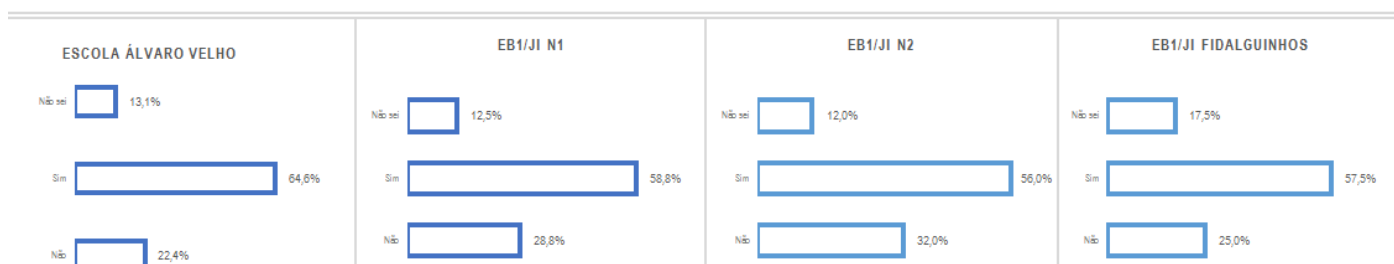 ESCOLA ÁLVARO VELHO
Não sei 13,1%
Sim 64,6%
Não 22,4%
EB1/JI N1
Não sei 12,5%
Sim 58,8%
Não 28,8%
EB1/JI N2
Não sei 12,0%
Sim 56,0%
Não 32,0%
EB1/JI FIDALGUINHOS
Não sei 17,5%
Sim 57,5%
Não 25,0%